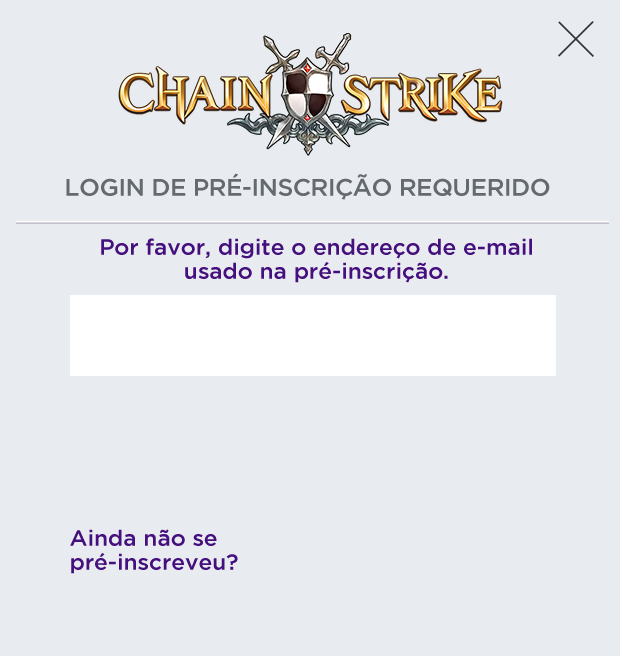 CHAIN STRIKE
LOGIN DE PRÉ-INSCRIÇÃO REQUERIDO
Por favor, digite o endereço de e-mail
usado na pré-inscrição.
Ainda não se
pré-inscreveu?